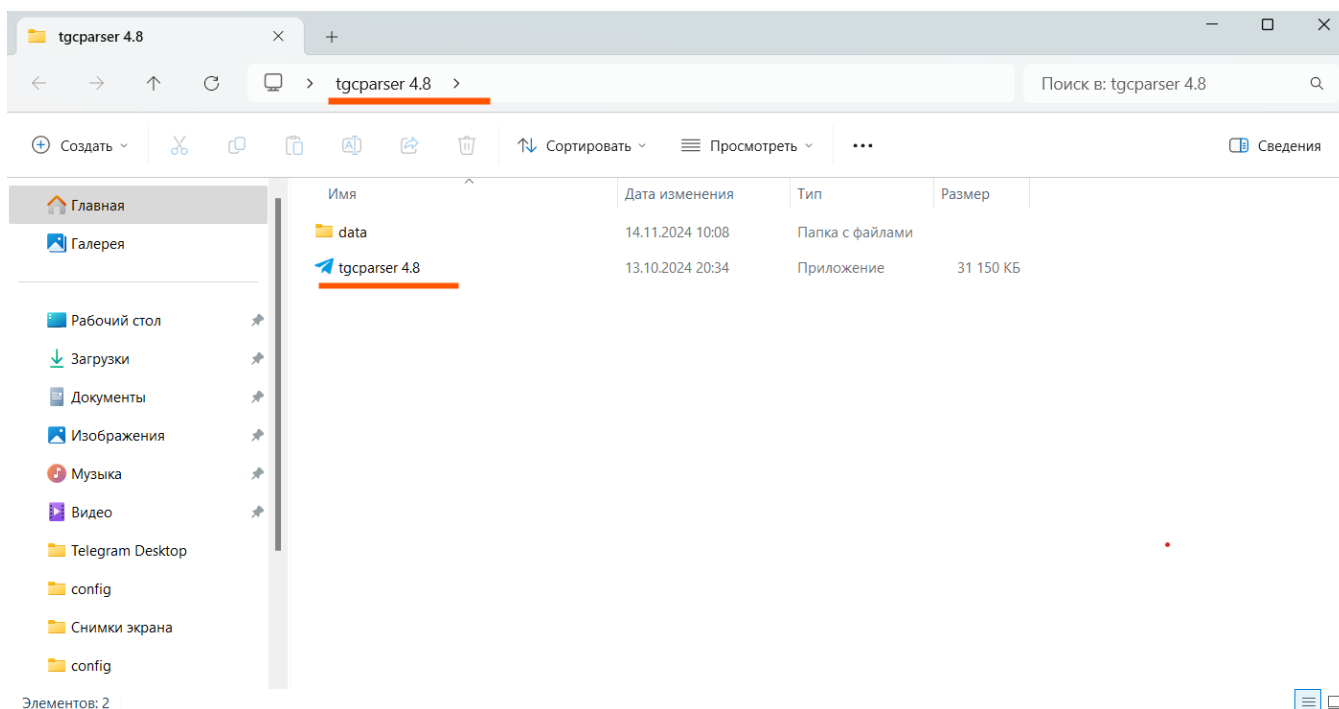 tgcparser 4.8
tgcparser 4.8
Поиск в: tgcparser 4.8
Создать
Сортировать
Просмотреть
Сведения
Главная
Галерея
Рабочий стол
Загрузки
Документы
Изображения
Музыка
Видео
Telegram Desktop
config
Снимки экрана
config
Имя Дата изменения Тип Размер
data 14.11.2024 10:08 Папка с файлами
tgcparser 4.8 13.10.2024 20:34 Приложение 31 150 КБ
Элементов: 2